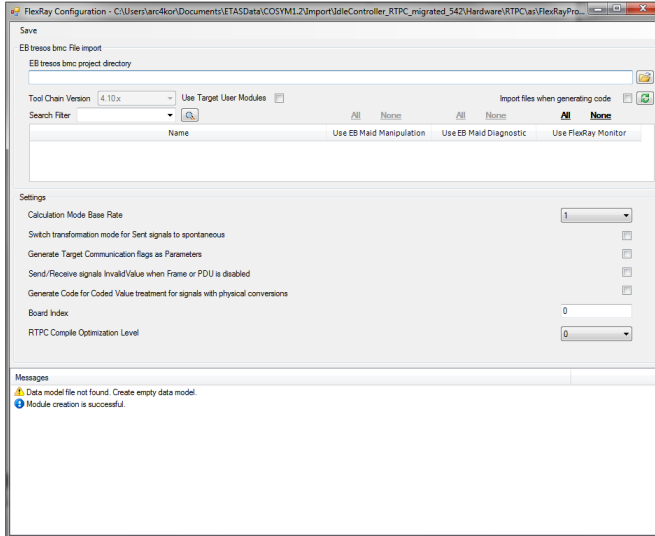 FlexRay Configuration - C:\Users\arc4kor\Documents\ETASData\COSYM1.2\Import\IdleController_RTPC_migrated_542\Hardware\RTPC\as\FlexRayPro...
Save
EB tresos bmc File import
EB tresos bmc project directory
Tool Chain Version 4.10.x Use Target User Modules Import files when generating code
Search Filter All None All None All None
Name Use EB Maid Manipulation Use EB Maid Diagnostic Use FlexRay Monitor
Settings
Calculation Mode Base Rate 1
Switch transformation mode for Sent signals to spontaneous
Generate Target Communication flags as Parameters
Send/Receive signals InvalidValue when Frame or PDU is disabled
Generate Code for Coded Value treatment for signals with physical conversions
Board Index 0
RTPC Compile Optimization Level 0
Messages
Data model file not found. Create empty data model.
Module creation is successful.